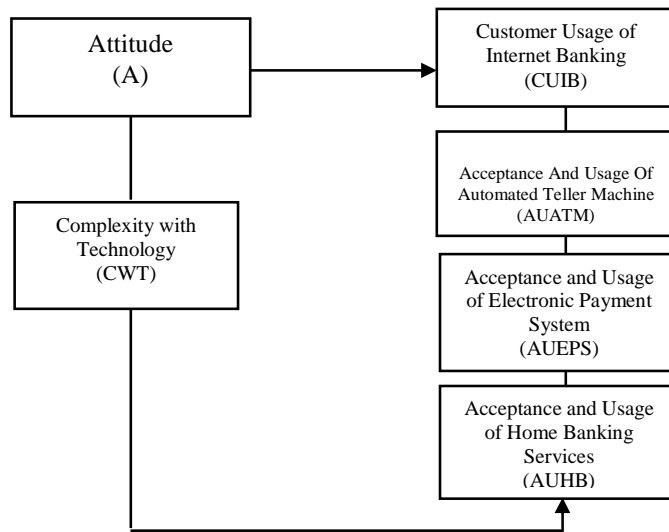 Attitude
(A)
Customer Usage of
Internet Banking
(CUIB)
Acceptance And Usage Of
Automated Teller Machine
(AUATM)
Complexity with
Technology
(CWT)
Acceptance and Usage
of Electronic Payment
System
(AUEPS)
Acceptance and Usage
of Home Banking
Services
(AUHB)